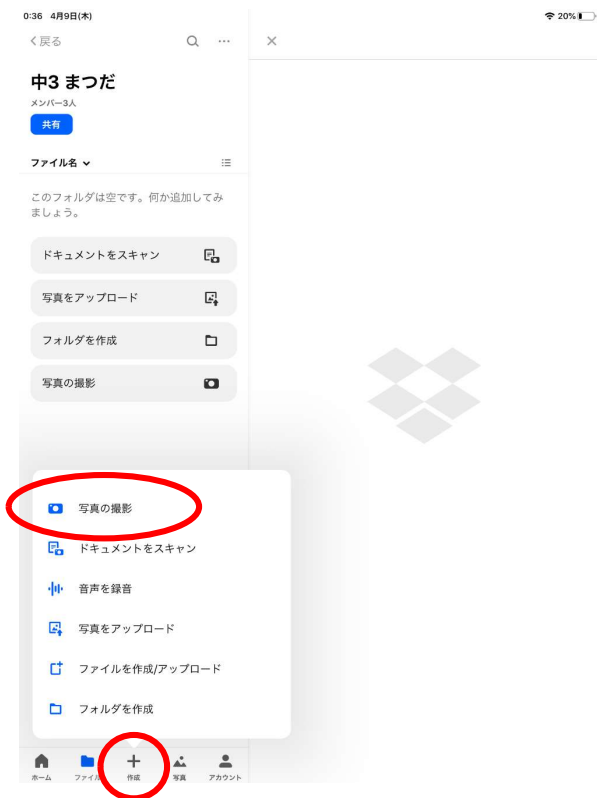 0:36 4月9日(木)
20%
戻る
中3 まつだ
メンバー3人
共有
ファイル名
このフォルダは空です。何か追加してみ
ましょう。
ドキュメントをスキャン
写真をアップロード
フォルダを作成
写真の撮影
写真の撮影
ドキュメントをスキャン
音声を録音
写真をアップロード
ファイルを作成/アップロード
フォルダを作成
ホーム
ファイル
作成
写真
アカウント